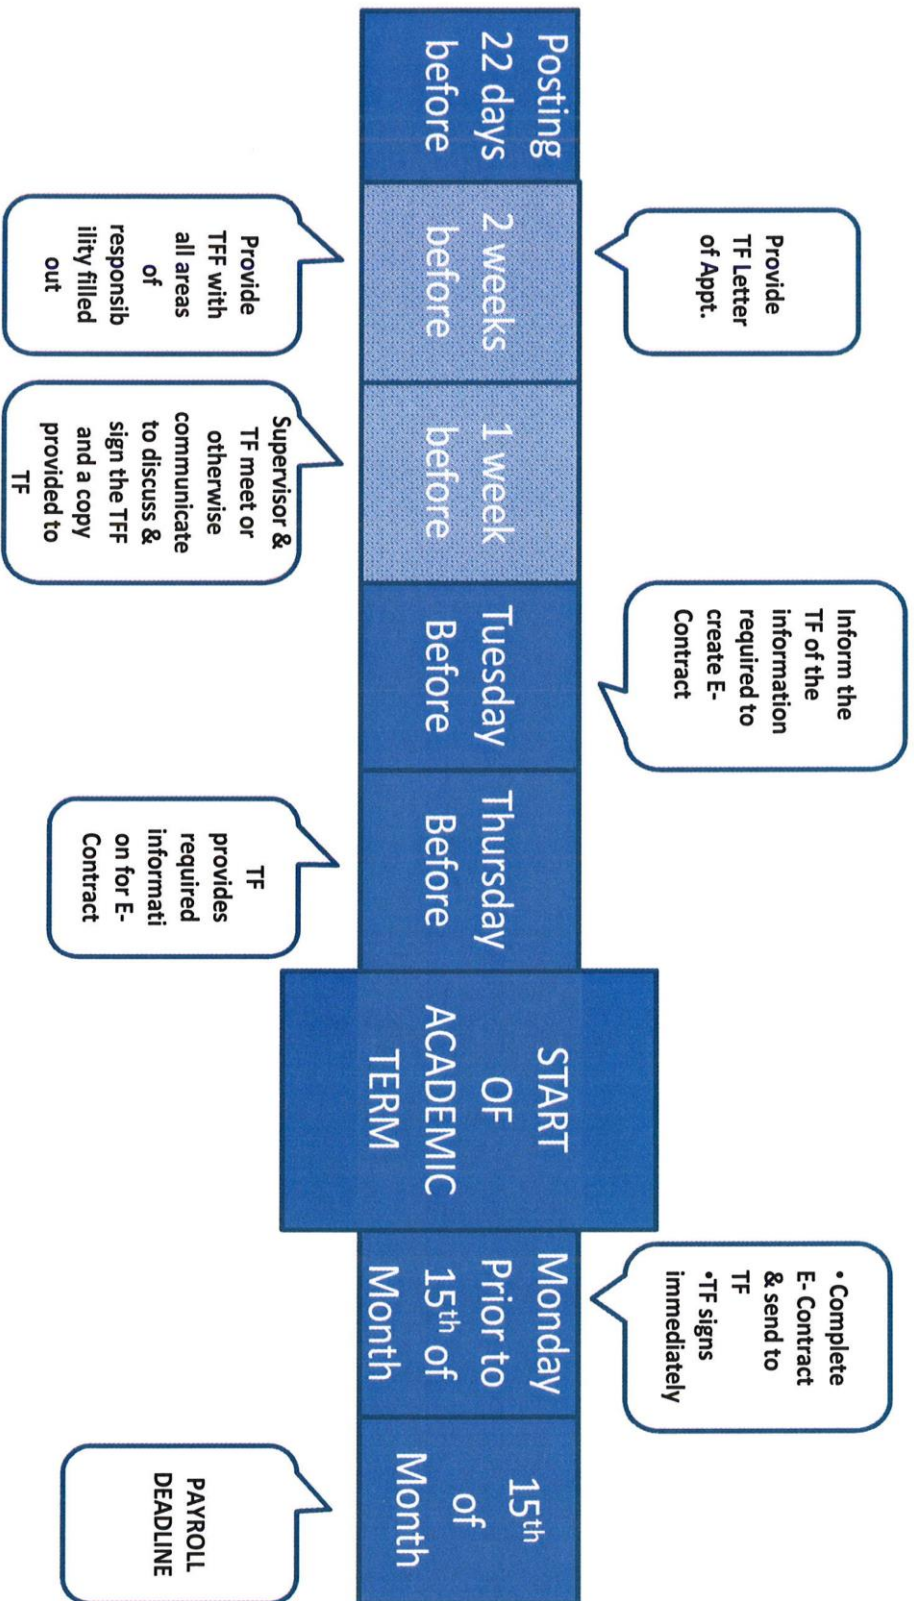 Provide
TF Letter
of Appt.
Inform the
TF of the
information
required to
create E-
Contract
• Complete
E- Contract
& send to
TF
•TF signs
immediately
Posting
22 days
before
2 weeks
before
1 week
before
Tuesday
Before
Thursday
Before
START
OF
ACADEMIC
TERM
Monday
Prior to
15th of
Month
15th
of
Month
Provide
TFF with
all areas
of
responsib
ility filled
out
Supervisor &
TF meet or
otherwise
communicate
to discuss &
sign the TFF
and a copy
provided to
TF
TF
provides
required
informati
on for E-
Contract
PAYROLL
DEADLINE